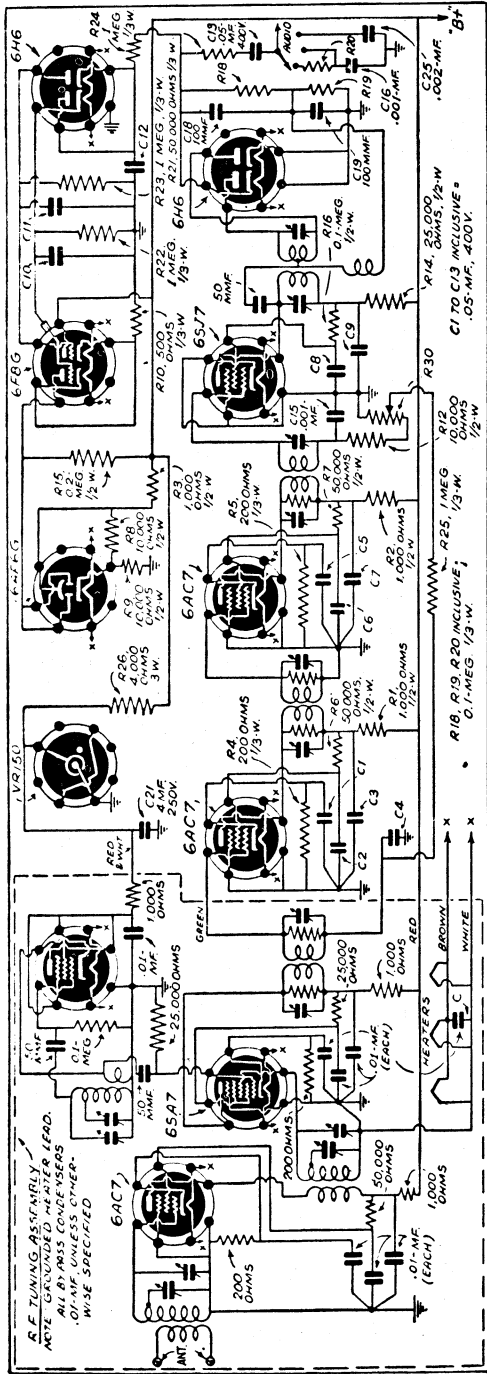 R.F. TUNING ASSEMBLY
NOTE GROUNDED HEATER LEAD.
ALL BYPASS CONDENSERS
.01-MF. UNLESS OTHER-
WISE SPECIFIED
ANT.
6AC7
200
OHMS
.01-MF.
(EACH)
50,000
OHMS
1,000
OHMS
MMF
0.1-
MEG
50
MMF.
25,000 OHMS
.01-
MF.
1,000
OHMS
6SA7
200 OHMS
.01-MF.
(EACH)
25,000
OHMS
1,000
OHMS
HEATERS
C
RED
BROWN
WHITE
X
X
GREEN
RED
& WHT.
C21
4-MF.
250V.
VR150
R26
4,000
OHMS
3 W.
6AC7
R4
200 OHMS
1/3-W.
R6
50,000
OHMS,
1/2-W.
C1
C2
C3
C4
R1
1,000 OHMS
1/2-W
R9
10,000
OHMS
1/2W
R8
10,000
OHMS
1/2W
R15
0.2-
MEG
1/2 W
R3
1,000
OHMS
1/2 W
6AC7
R5
200 OHMS
1/3-W.
R7
50,000
OHMS
1/2W
C5
C6
C7
R2
1,000 OHMS
1/2-W
R25, 1 MEG
1/3-W.
R18, R19, R20 INCLUSIVE;
0.1-MEG. 1/3-W.
6F8G
R10, 500
OHMS
1/3-W
C10
C11
R22
1 MEG.
1/3-W.
R23, 1 MEG. 1/3-W.
R21, 50,000 OHMS 1/3 W
C12
6H6
R24
1
MEG.
1/3W
6SJ7
C15
.001-
MF.
50
MMF.
C8
C9
R16
0.1-MEG.
1/2-W.
R12
10,000
OHMS
1/2W
R30
R14, 25,000
OHMS, 1/2-W
C1 TO C13 INCLUSIVE =
.05-MF., 400V.
6H6
C18
100
MMF
C19
100 MMF.
R18
C13
.05-
MF.
400V.
AUDIO
R20
R19
C16
.001-MF.
C25
.002-MF.
"B+"